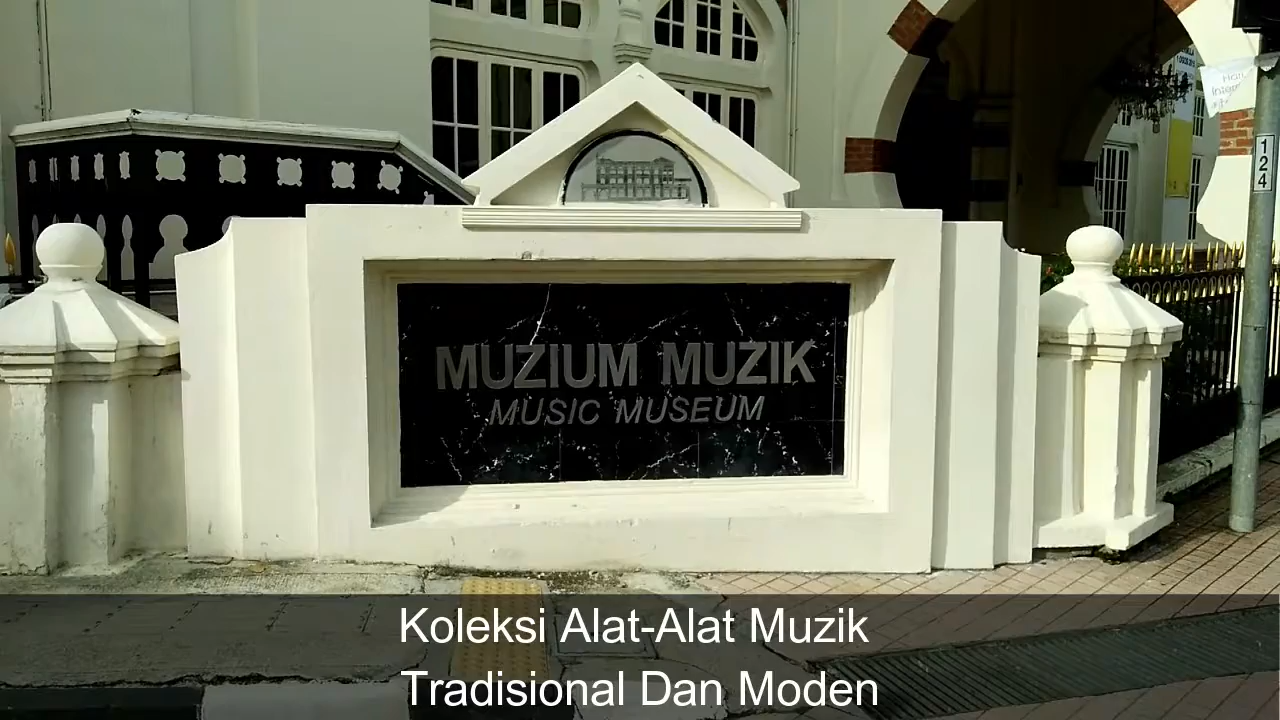 MUZIUM MUZIK
MUSIC MUSEUM
124
Koleksi Alat-Alat Muzik
Tradisional Dan Moden